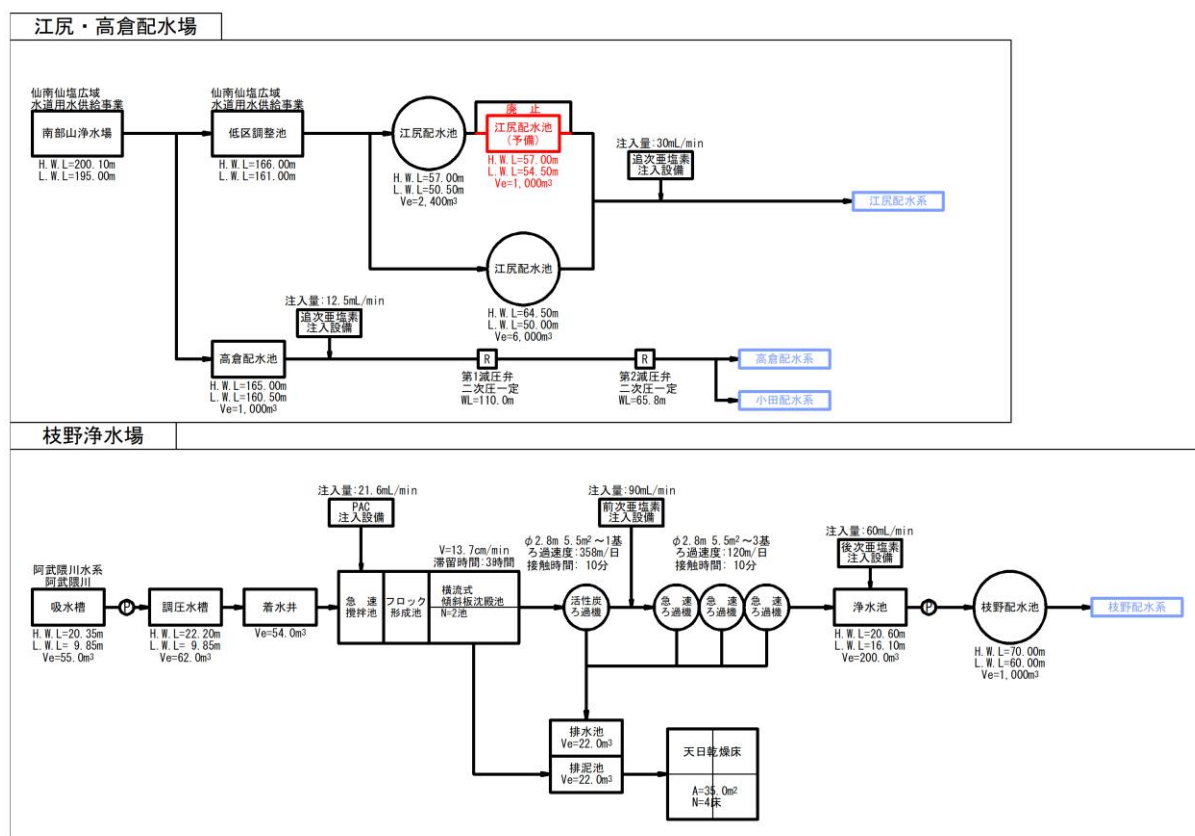 江尻・高倉配水場
仙南仙塩広域
水道用水供給事業
南部山浄水場
H.W.L=200.10m
L.W.L=195.00m
仙南仙塩広域
水道用水供給事業
低区調整池
H.W.L=166.00m
L.W.L=161.00m
江尻配水池
H.W.L=57.00m
L.W.L=50.50m
Ve=2,400m³
廃 止
江尻配水池
(予備)
H.W.L=57.00m
L.W.L=54.50m
Ve=1,000m³
注入量:30mL/min
追次亜塩素
注入設備
江尻配水系
江尻配水池
H.W.L=64.50m
L.W.L=50.00m
Ve=6,000m³
注入量:12.5mL/min
追次亜塩素
注入設備
高倉配水池
H.W.L=165.00m
L.W.L=160.50m
Ve=1,000m³
R
第1減圧弁
二次圧一定
WL=110.0m
R
第2減圧弁
二次圧一定
WL=65.8m
高倉配水系
小田配水系
枝野浄水場
阿武隈川水系
阿武隈川
吸水槽
H.W.L=20.35m
L.W.L= 9.85m
Ve=55.0m³
P
調圧水槽
H.W.L=22.20m
L.W.L= 9.85m
Ve=62.0m³
着水井
Ve=54.0m³
注入量:21.6mL/min
PAC
注入設備
急 速
攪拌池
フロック
形成池
V=13.7cm/min
滞留時間:3時間
横流式
傾斜板沈殿池
N=2池
φ2.8m 5.5m²～1基
ろ過速度:358m/日
接触時間: 10分
活性炭
ろ過機
注入量:90mL/min
前次亜塩素
注入設備
φ2.8m 5.5m²～3基
ろ過速度:120m/日
接触時間: 10分
急 速
ろ過機
急 速
ろ過機
急 速
ろ過機
注入量:60mL/min
後次亜塩素
注入設備
浄水池
H.W.L=20.60m
L.W.L=16.10m
Ve=200.0m³
P
枝野配水池
H.W.L=70.00m
L.W.L=60.00m
Ve=1,000m³
枝野配水系
排水池
Ve=22.0m³
排泥池
Ve=22.0m³
天日乾燥床
A=35.0m²
N=4床